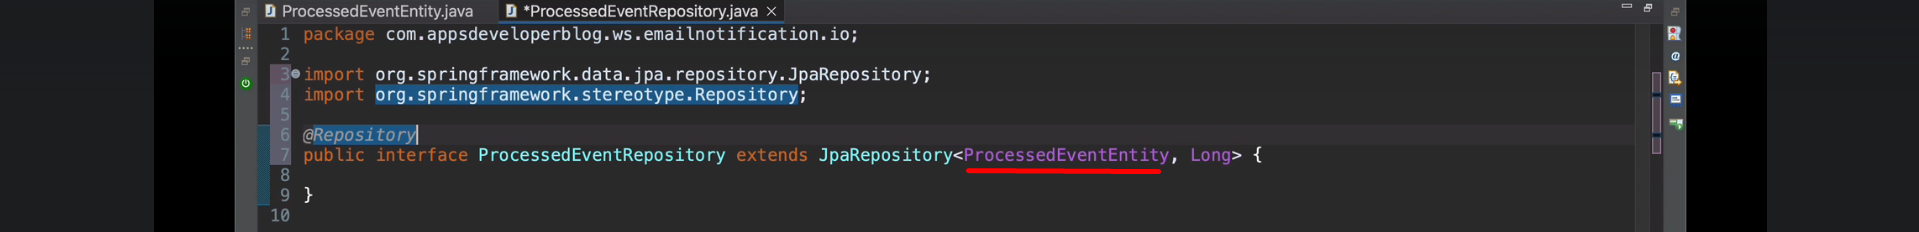 ProcessedEventEntity.java *ProcessedEventRepository.java
1 package com.appsdeveloperblog.ws.emailnotification.io;
2
3 import org.springframework.data.jpa.repository.JpaRepository;
4 import org.springframework.stereotype.Repository;
5
6 @Repository
7 public interface ProcessedEventRepository extends JpaRepository<ProcessedEventEntity, Long> {
8
9 }
10